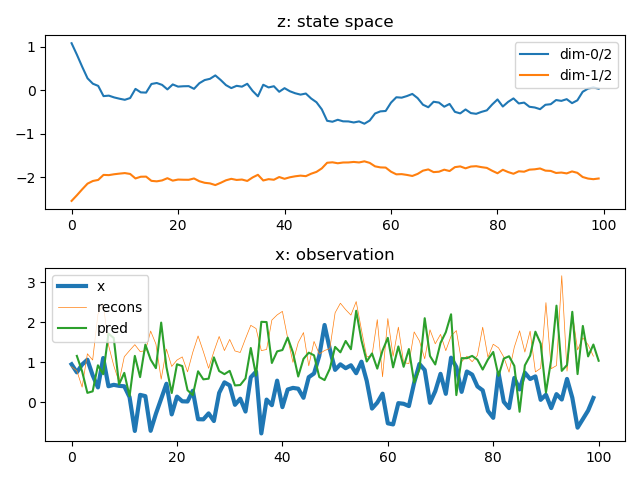 z: state space
1
0
−1
−2
dim-0/2
dim-1/2
0 20 40 60 80 100
x: observation
3
2
1
0
x
recons
pred
0 20 40 60 80 100